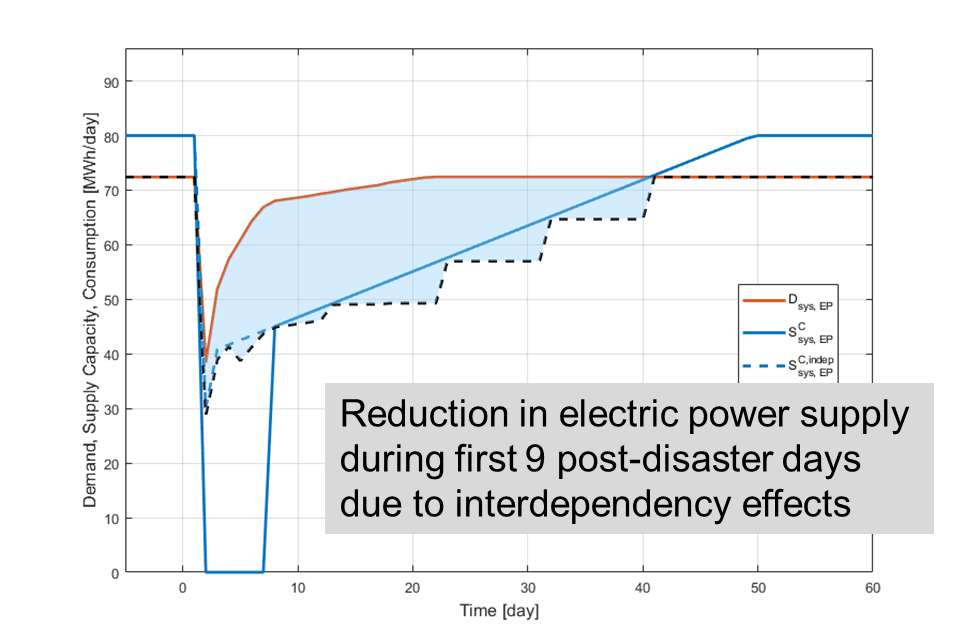 90
80
70
60
50
40
30
20
10
0
Demand, Supply Capacity, Consumption [MWh/day]
D sys, EP
S C sys, EP
S C,indep sys, EP
Reduction in electric power supply
during first 9 post-disaster days
due to interdependency effects
0 10 20 30 40 50 60
Time [day]